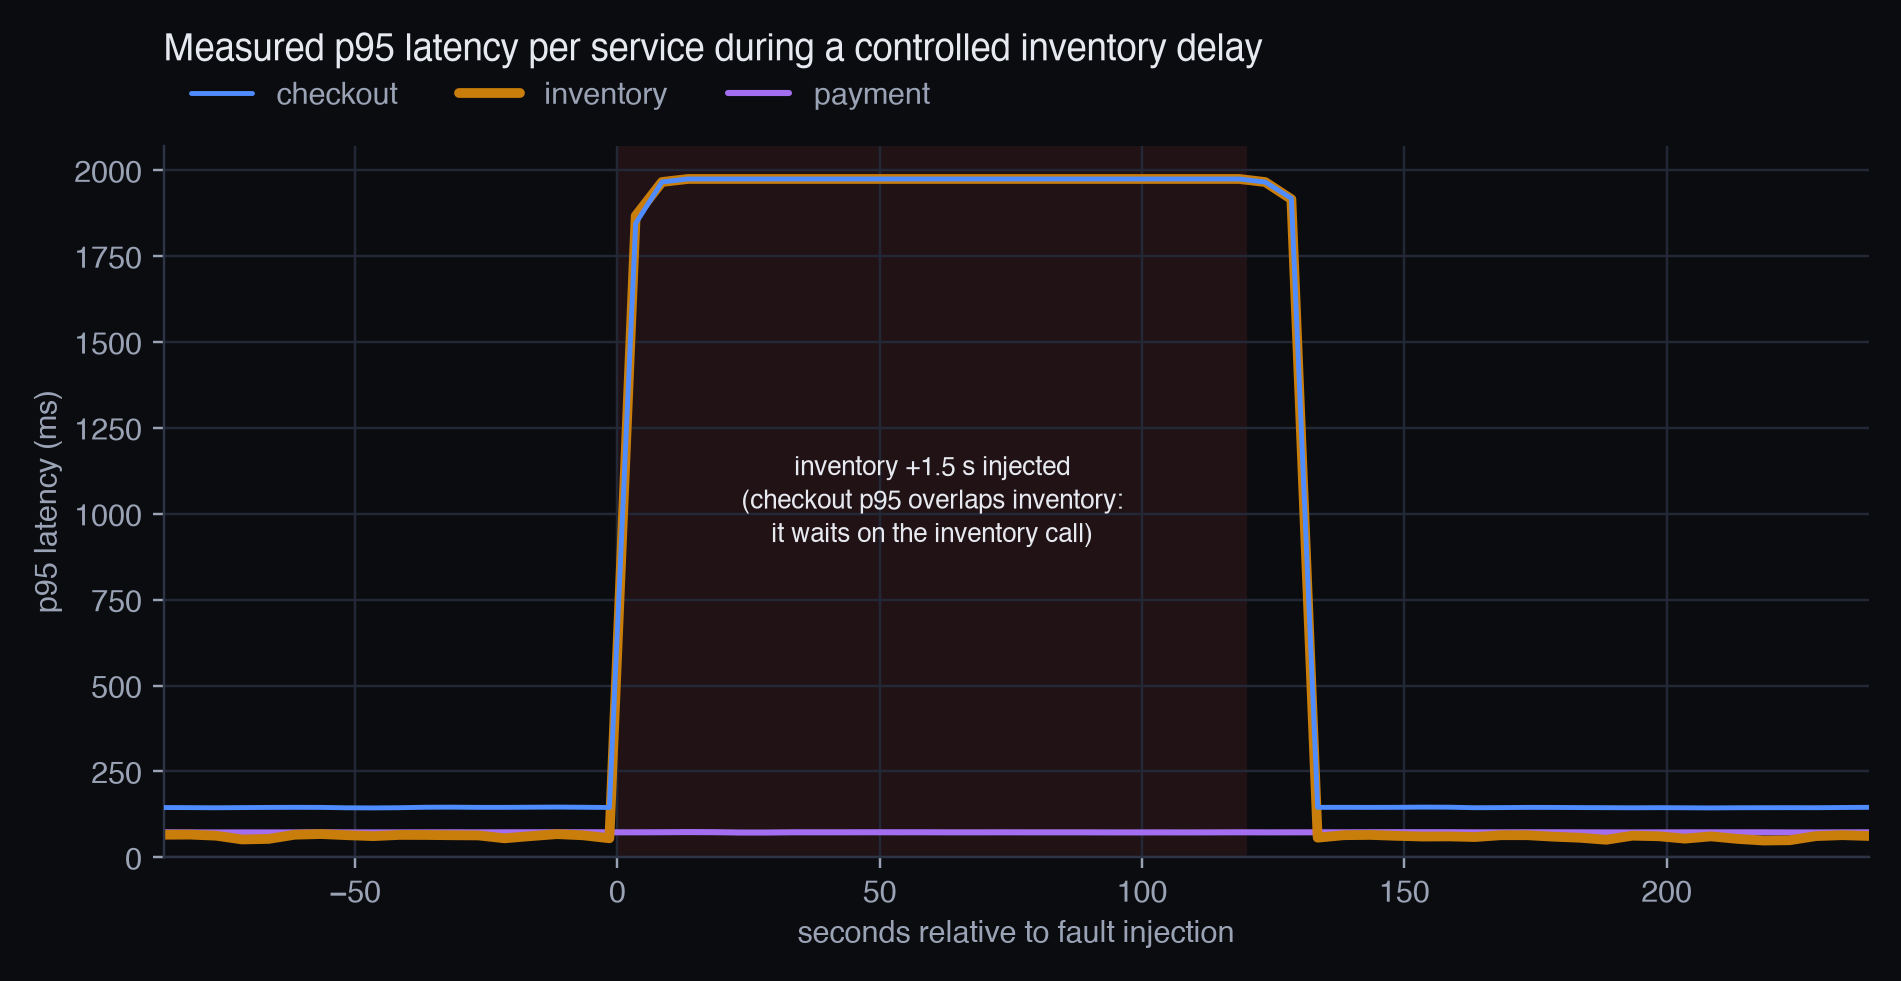 Measured p95 latency per service during a controlled inventory delay
checkout inventory payment
2000
1750
1500
1250
1000
750
500
250
0
p95 latency (ms)
inventory +1.5 s injected
(checkout p95 overlaps inventory:
it waits on the inventory call)
−50 0 50 100 150 200
seconds relative to fault injection